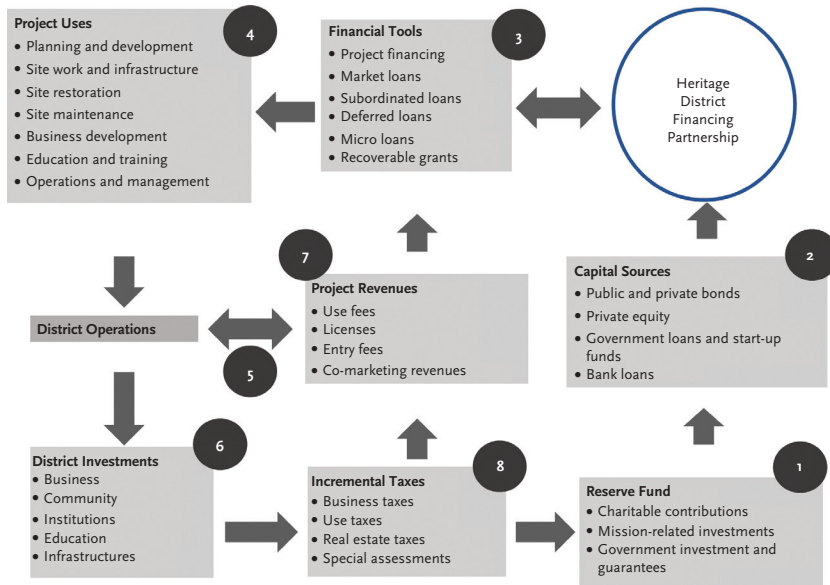 Project Uses
• Planning and development
• Site work and infrastructure
• Site restoration
• Site maintenance
• Business development
• Education and training
• Operations and management
4
Financial Tools
• Project financing
• Market loans
• Subordinated loans
• Deferred loans
• Micro loans
• Recoverable grants
3
Heritage
District
Financing
Partnership
7
Project Revenues
• Use fees
• Licenses
• Entry fees
• Co-marketing revenues
2
Capital Sources
• Public and private bonds
• Private equity
• Government loans and start-up
funds
• Bank loans
District Operations
5
6
District Investments
• Business
• Community
• Institutions
• Education
• Infrastructures
8
Incremental Taxes
• Business taxes
• Use taxes
• Real estate taxes
• Special assessments
1
Reserve Fund
• Charitable contributions
• Mission-related investments
• Government investment and
guarantees